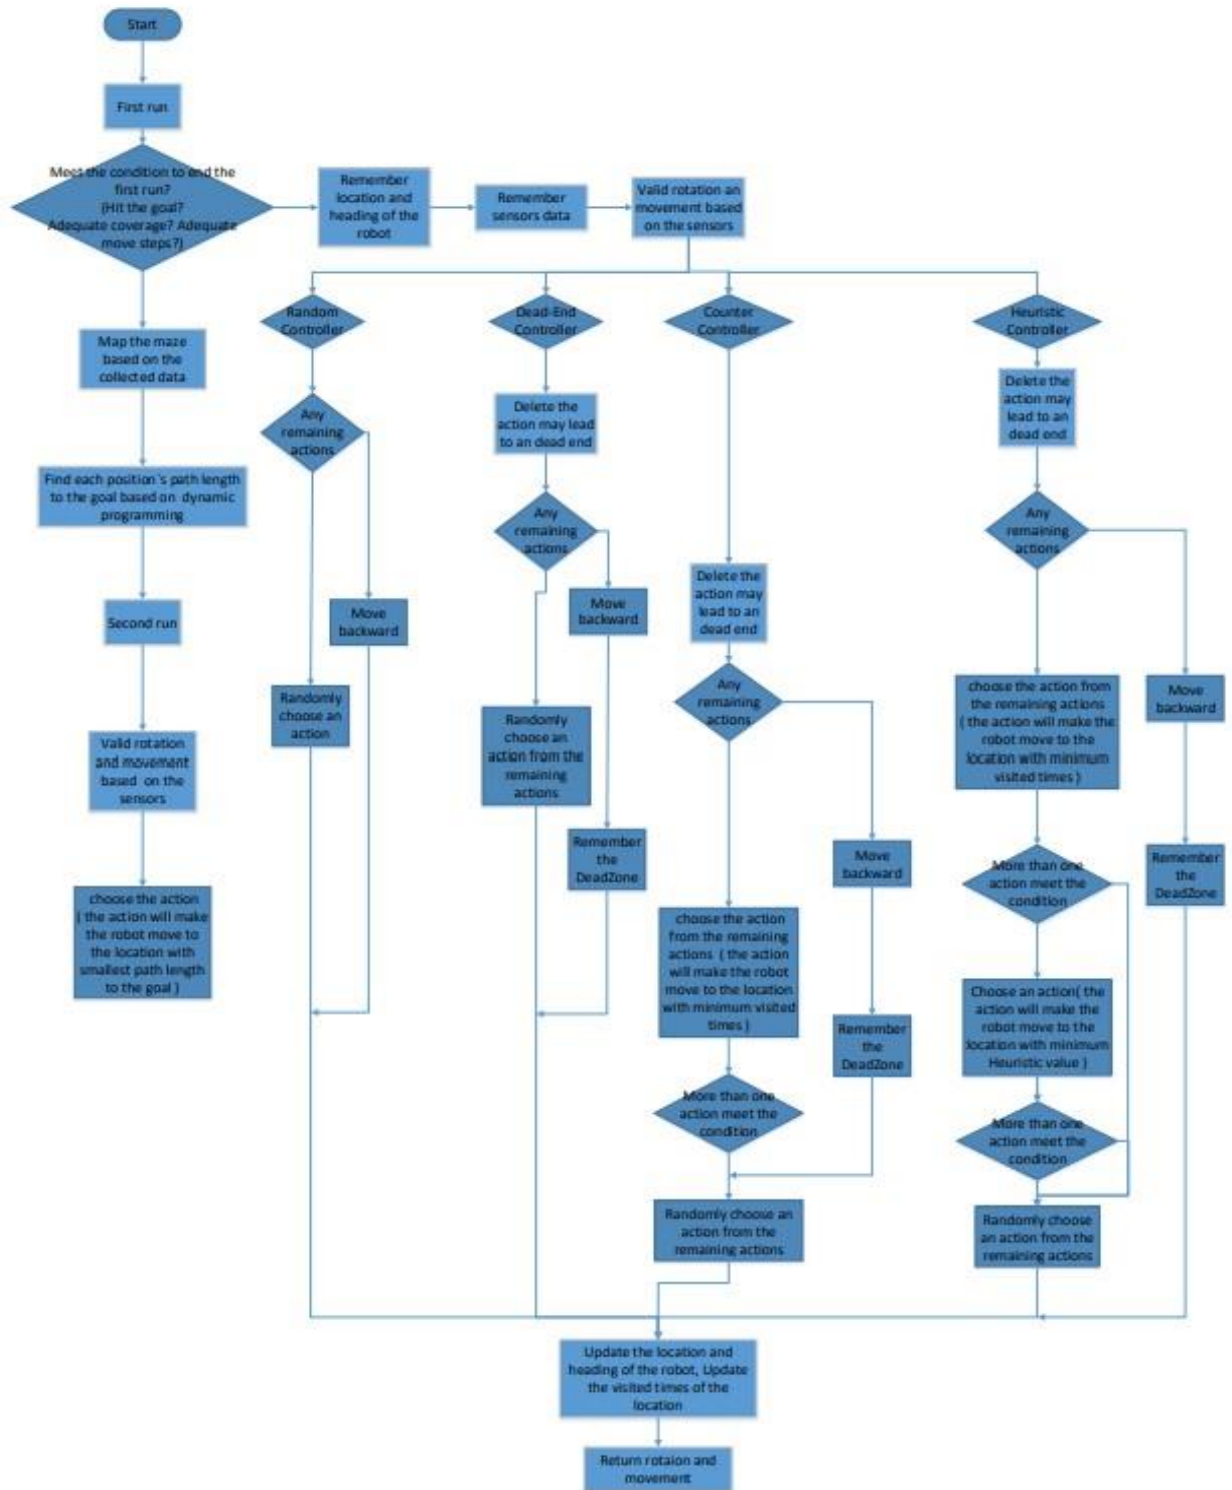 Start
First run
Meet the condition to end the
first run?
(Hit the goal?
Adequate coverage? Adequate
move steps?)
Remember
location and
heading of the
robot
Remember
sensors data
Valid rotation an
movement based
on the sensors
Map the maze
based on the
collected data
Find each position's path length
to the goal based on dynamic
programming
Second run
Valid rotation
and movement
based on the
sensors
choose the action
( the action will make
the robot move to
the location with
smallest path length
to the goal )
Random
Controller
Any
remaining
actions
Move
backward
Randomly
choose an
action
Dead-End
Controller
Delete the
action may lead
to an dead end
Any
remaining
actions
Move
backward
Randomly
choose an
action from the
remaining
actions
Remember
the
DeadZone
Counter
Controller
Delete the
action may
lead to an
dead end
Any
remaining
actions
Move
backward
choose the action
from the remaining
actions ( the action
will make the robot
move to the location
with minimum visited
times )
Remember
the
DeadZone
More than one
action meet the
condition
Randomly choose an
action from the
remaining actions
Heuristic
Controller
Delete the
action may
lead to an
dead end
Any
remaining
actions
choose the action from
the remaining actions
( the action will make the
robot move to the
location with minimum
visited times )
Move
backward
More than one
action meet the
condition
Remember
the
DeadZone
Choose an action( the
action will make the
robot move to the
location with minimum
Heuristic value )
More than one
action meet the
condition
Randomly choose
an action from the
remaining actions
Update the location and
heading of the robot, Update
the visited times of the
location
Return rotaion and
movement